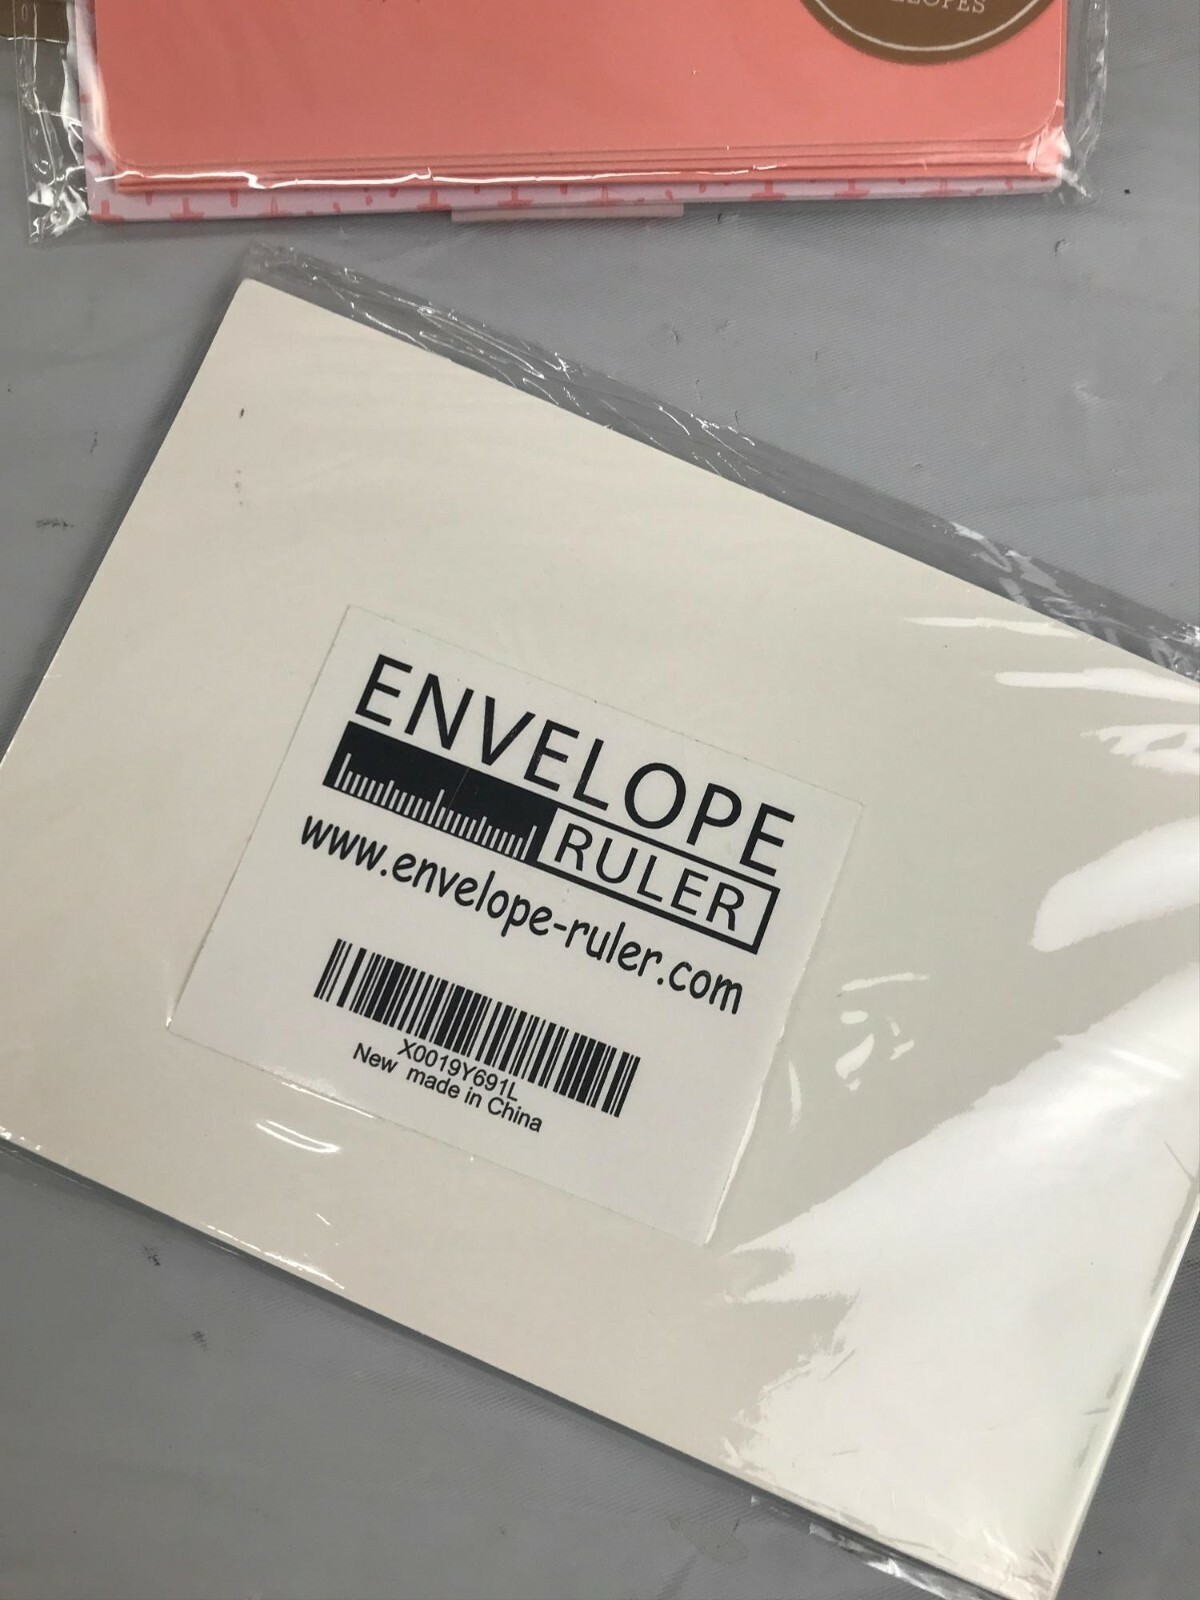 ENVELOPE
RULER
www.envelope-ruler.com
X0019Y691L
New made in China